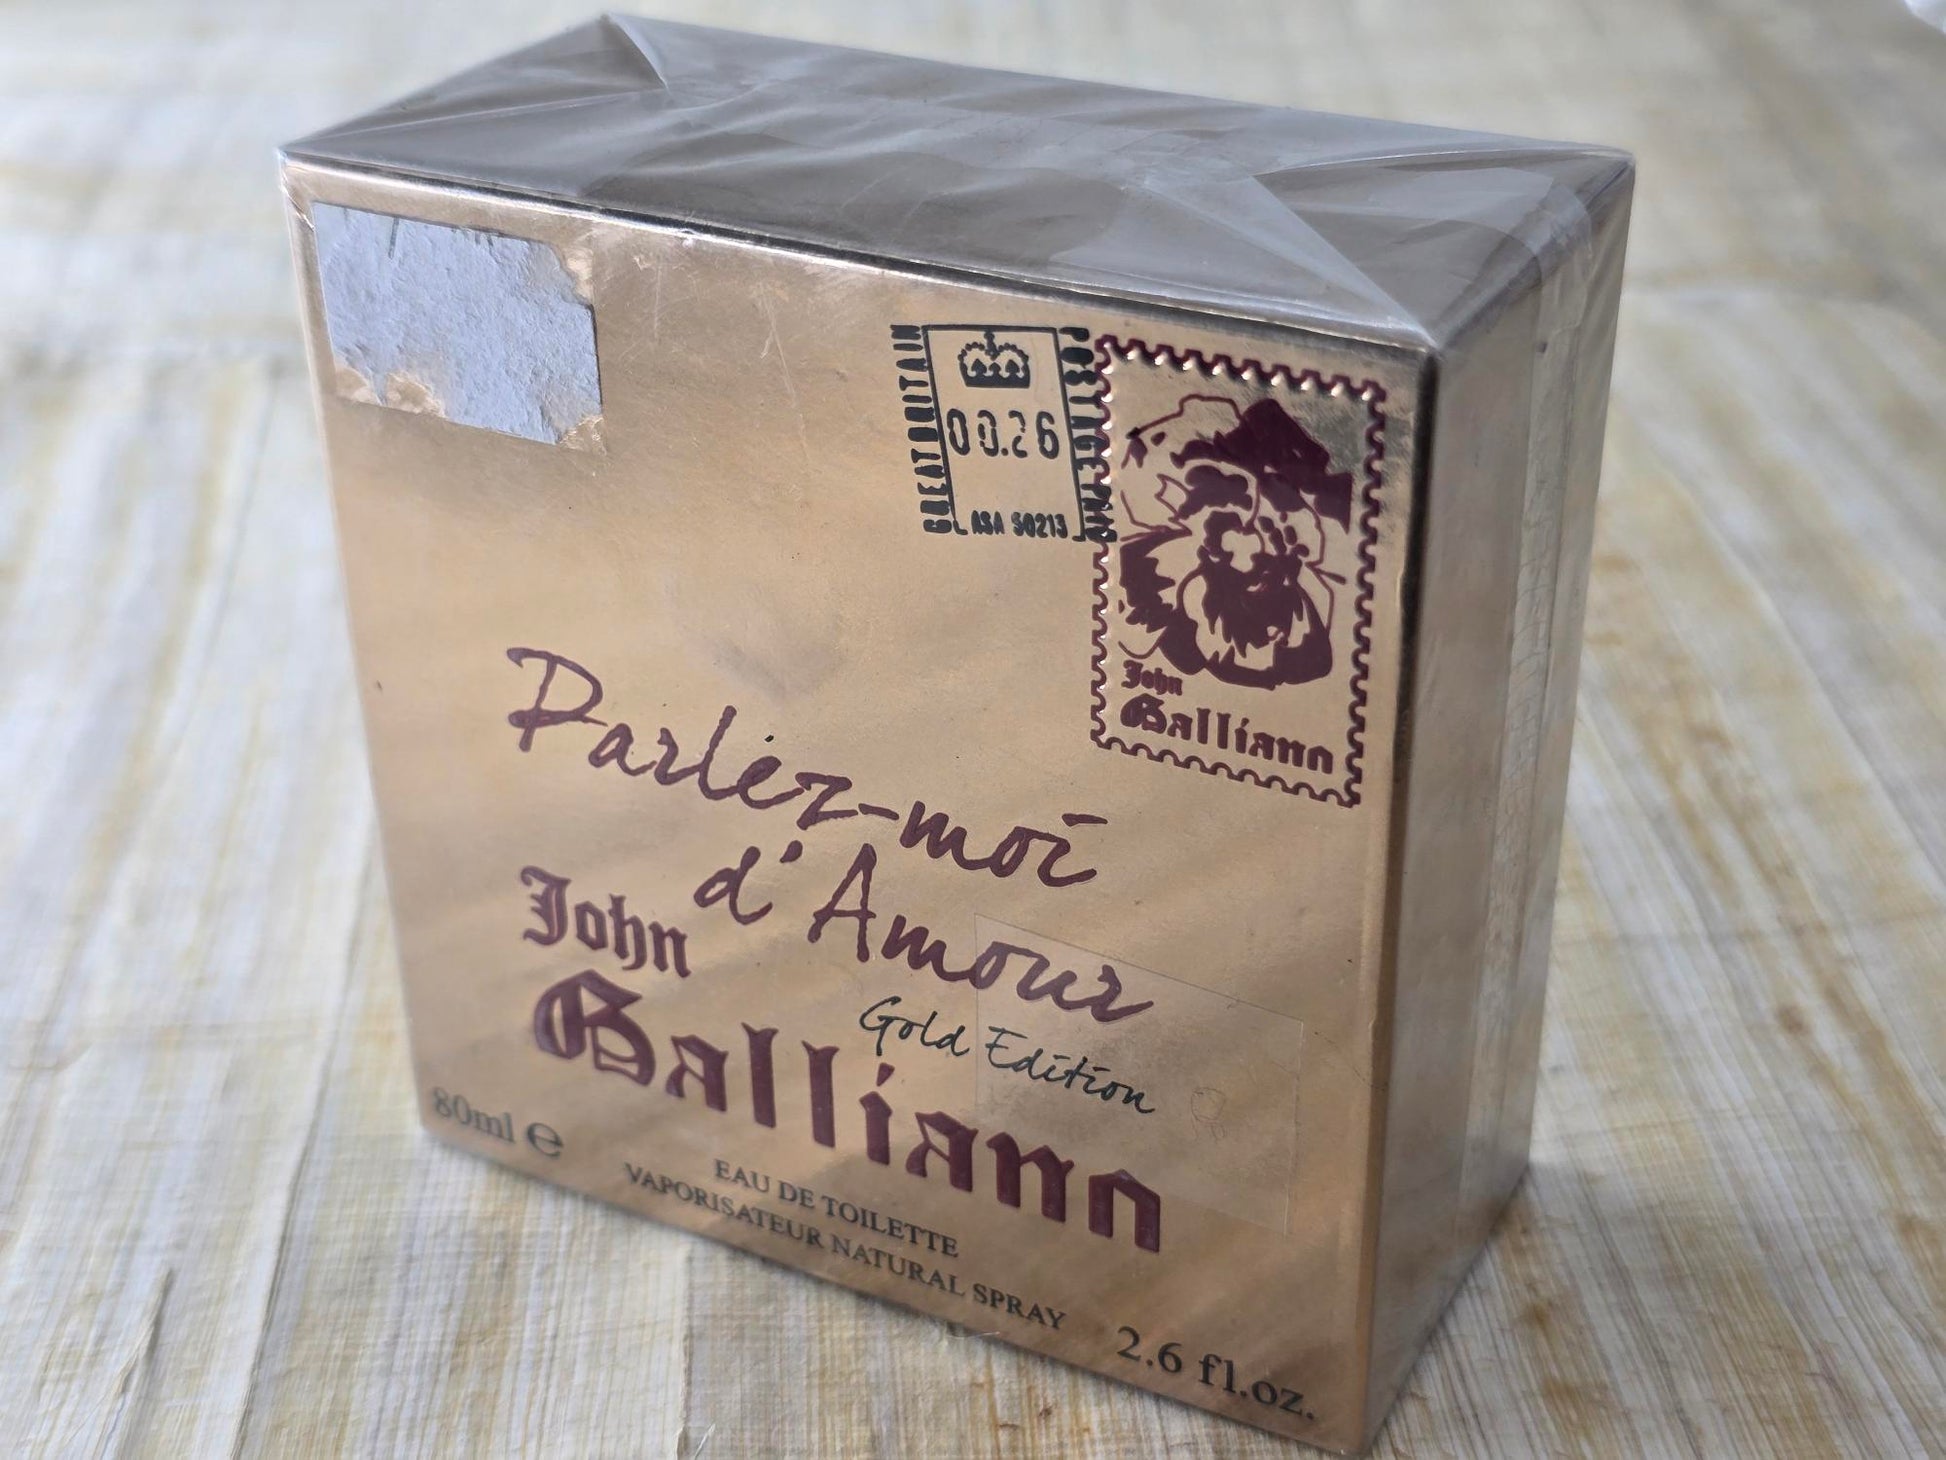 GREAT BRITAIN
00.26
ASA S0213
POSTAGE PAID
John
Galliano
Parlez-moi
d'Amour
John
Galliano
Gold Edition
80ml e
EAU DE TOILETTE
VAPORISATEUR NATURAL SPRAY
2.6 fl.oz.